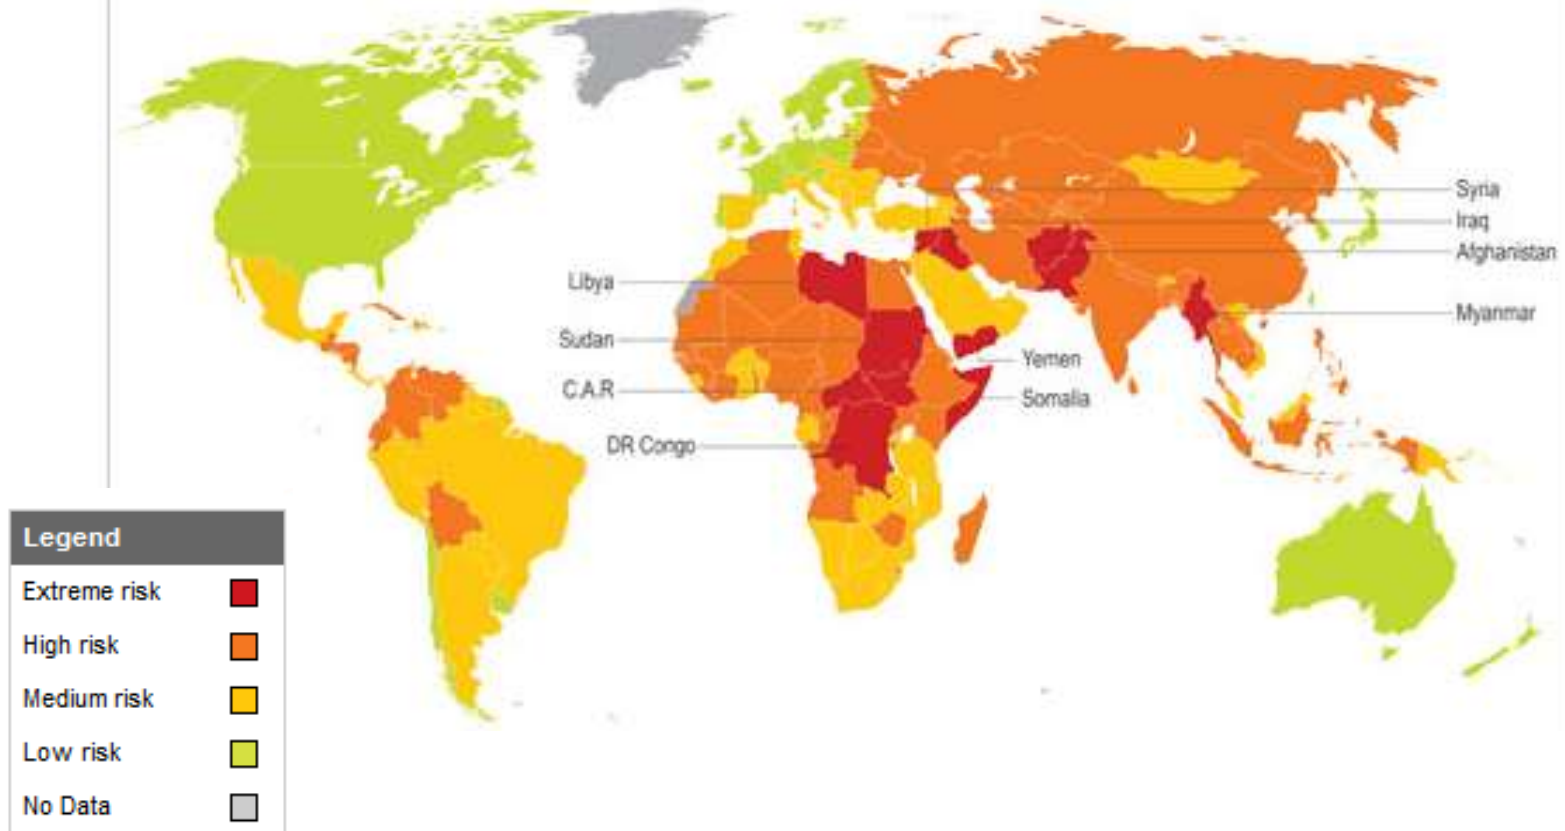 Syria
Iraq
Afghanistan
Libya
Myanmar
Sudan
Yemen
C.A.R
Somalia
DR Congo
Legend
Extreme risk
High risk
Medium risk
Low risk
No Data